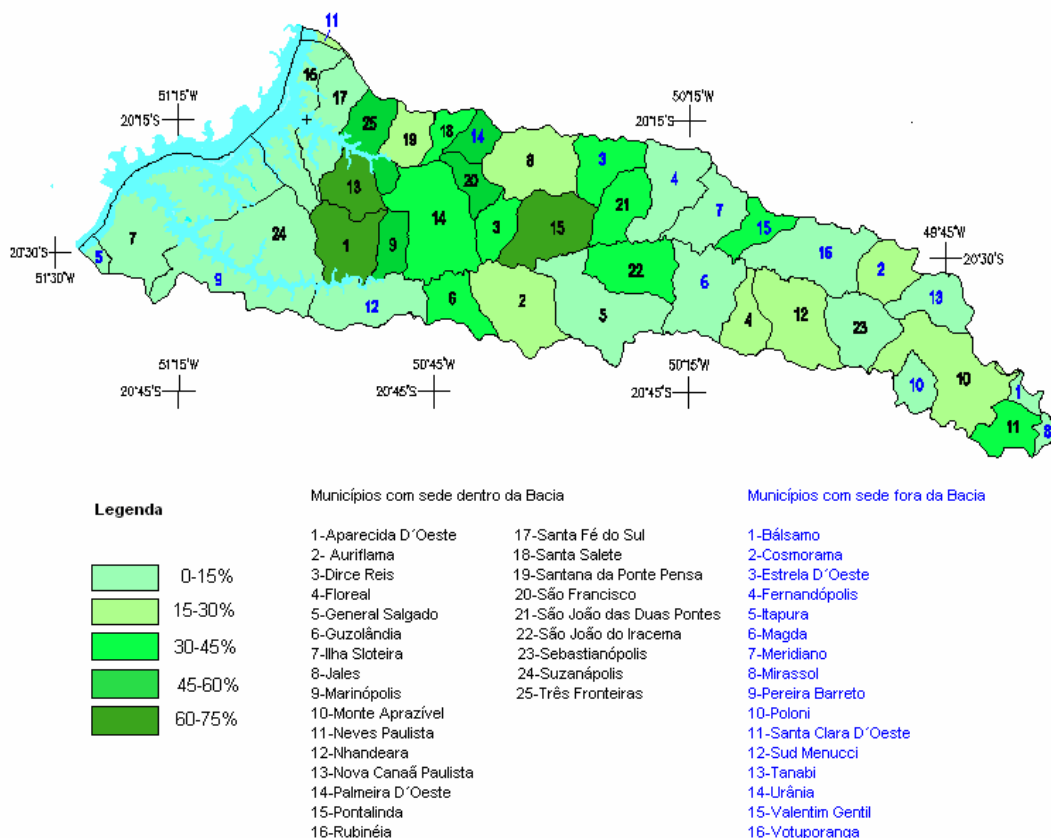 11
51°15'W
20°15'S
50°15'W
20°15'S
16
17
25
19
18
14
8
3
4
13
20
14
21
7
15
3
15
16
2
49°45'W
20°30'S
20°30'S
51°30'W
7
5
24
9
1
9
12
6
2
22
5
6
4
12
23
13
10
10
1
11
8
51°15'W
20°45'S
50°45'W
20°45'S
50°15'W
20°45'S
Legenda
0-15%
15-30%
30-45%
45-60%
60-75%
Municípios com sede dentro da Bacia
1-Aparecida D´Oeste
2- Auriflama
3-Dirce Reis
4-Floreal
5-General Salgado
6-Guzolândia
7-Ilha Sloteira
8-Jales
9-Marinópolis
10-Monte Aprazível
11-Neves Paulista
12-Nhandeara
13-Nova Canaã Paulista
14-Palmeira D´Oeste
15-Pontalinda
16-Rubinéia
17-Santa Fé do Sul
18-Santa Salete
19-Santana da Ponte Pensa
20-São Francisco
21-São João das Duas Pontes
22-São João do Iracema
23-Sebastianópolis
24-Suzanápolis
25-Três Fronteiras
Municípios com sede fora da Bacia
1-Bálsamo
2-Cosmorama
3-Estrela D´Oeste
4-Fernandópolis
5-Itapura
6-Magda
7-Meridiano
8-Mirassol
9-Pereira Barreto
10-Poloni
11-Santa Clara D´Oeste
12-Sud Menucci
13-Tanabi
14-Urânia
15-Valentim Gentil
16-Votuporanga